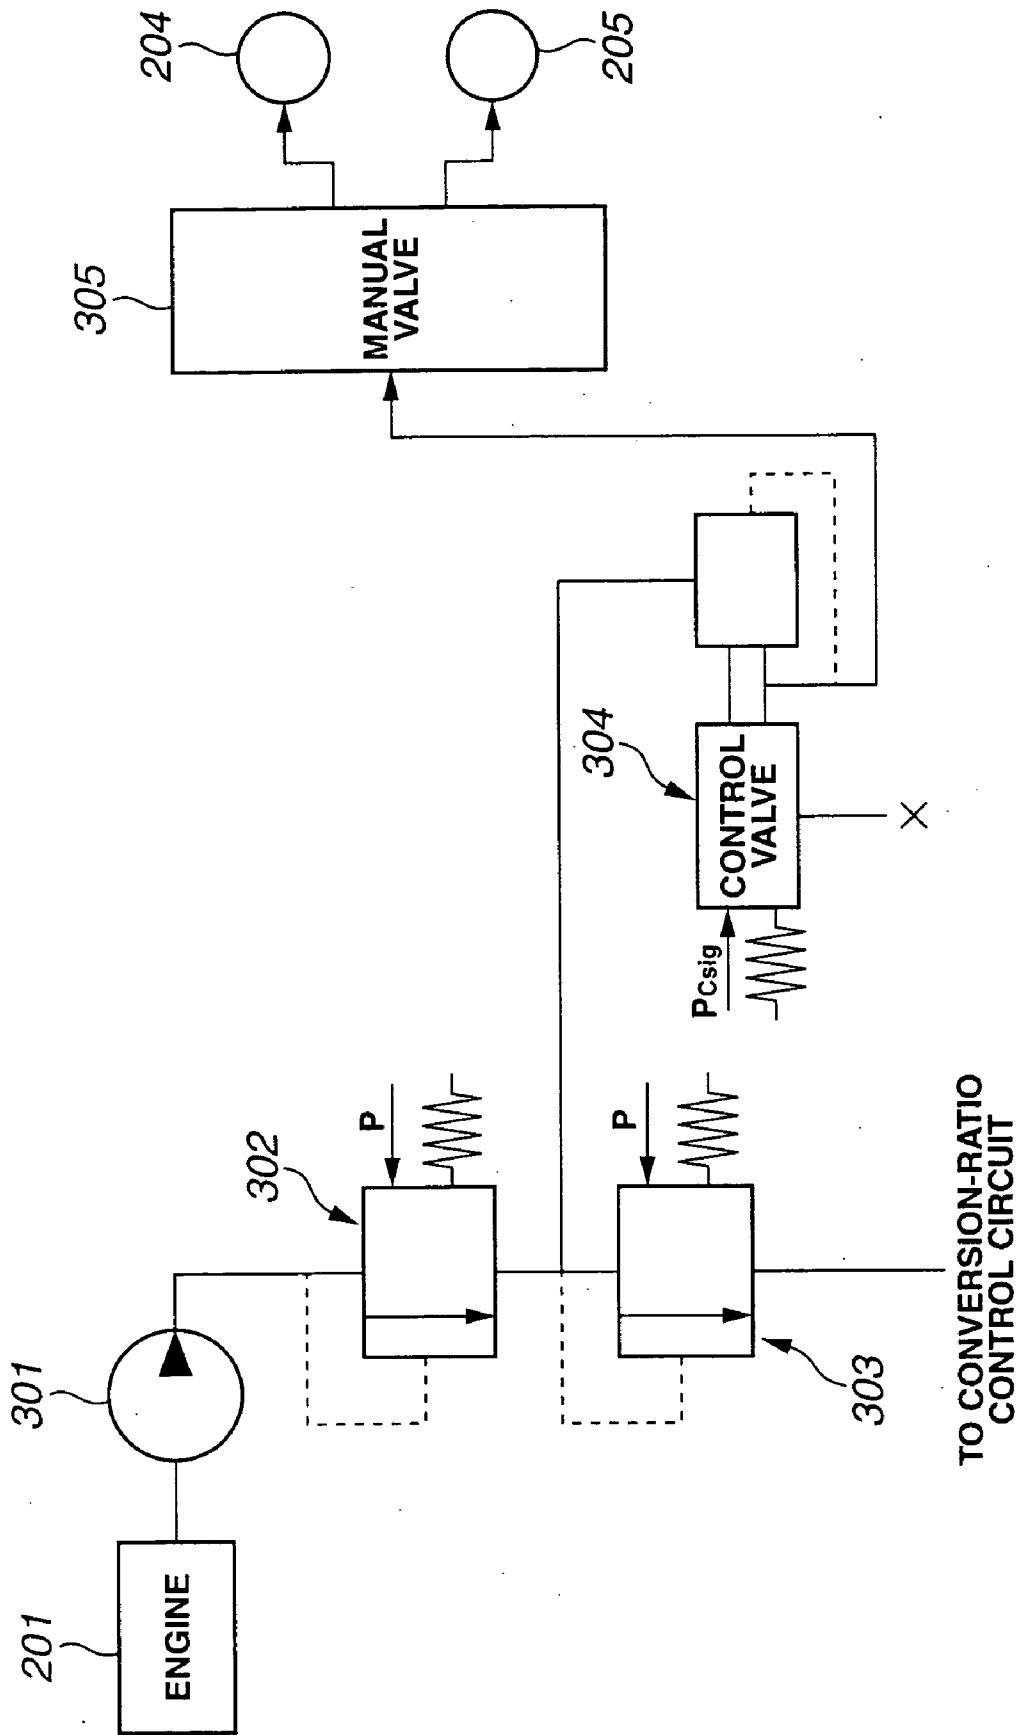 201
ENGINE
301
302
P
303
P
TO CONVERSION-RATIO
CONTROL CIRCUIT
304
CONTROL
VALVE
PCsig
305
MANUAL
VALVE
204
205